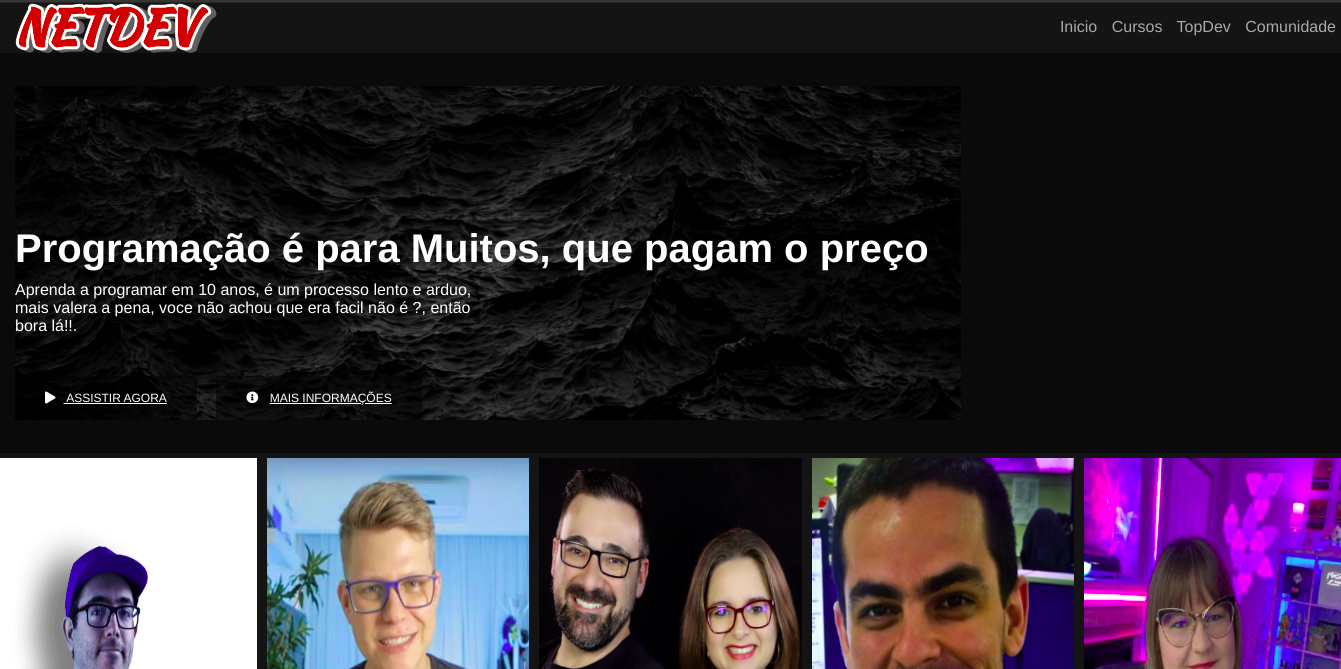 NETDEV
Inicio Cursos TopDev Comunidade
Programação é para Muitos, que pagam o preço
Aprenda a programar em 10 anos, é um processo lento e arduo,
mais valera a pena, voce não achou que era facil não é ?, então
bora lá!!.
ASSISTIR AGORA MAIS INFORMAÇÕES